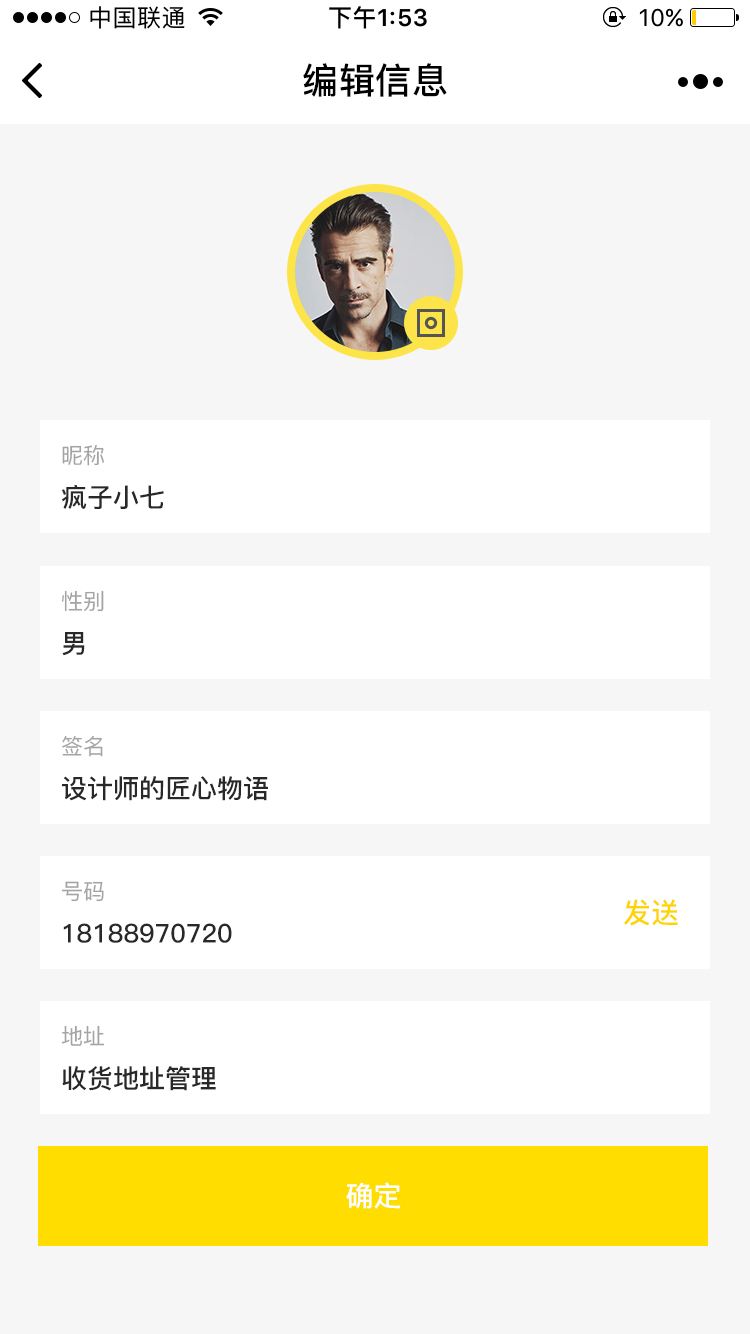 中国联通 下午1:53 10%
编辑信息
昵称
疯子小七
性别
男
签名
设计师的匠心物语
号码
18188970720 发送
地址
收货地址管理
确定